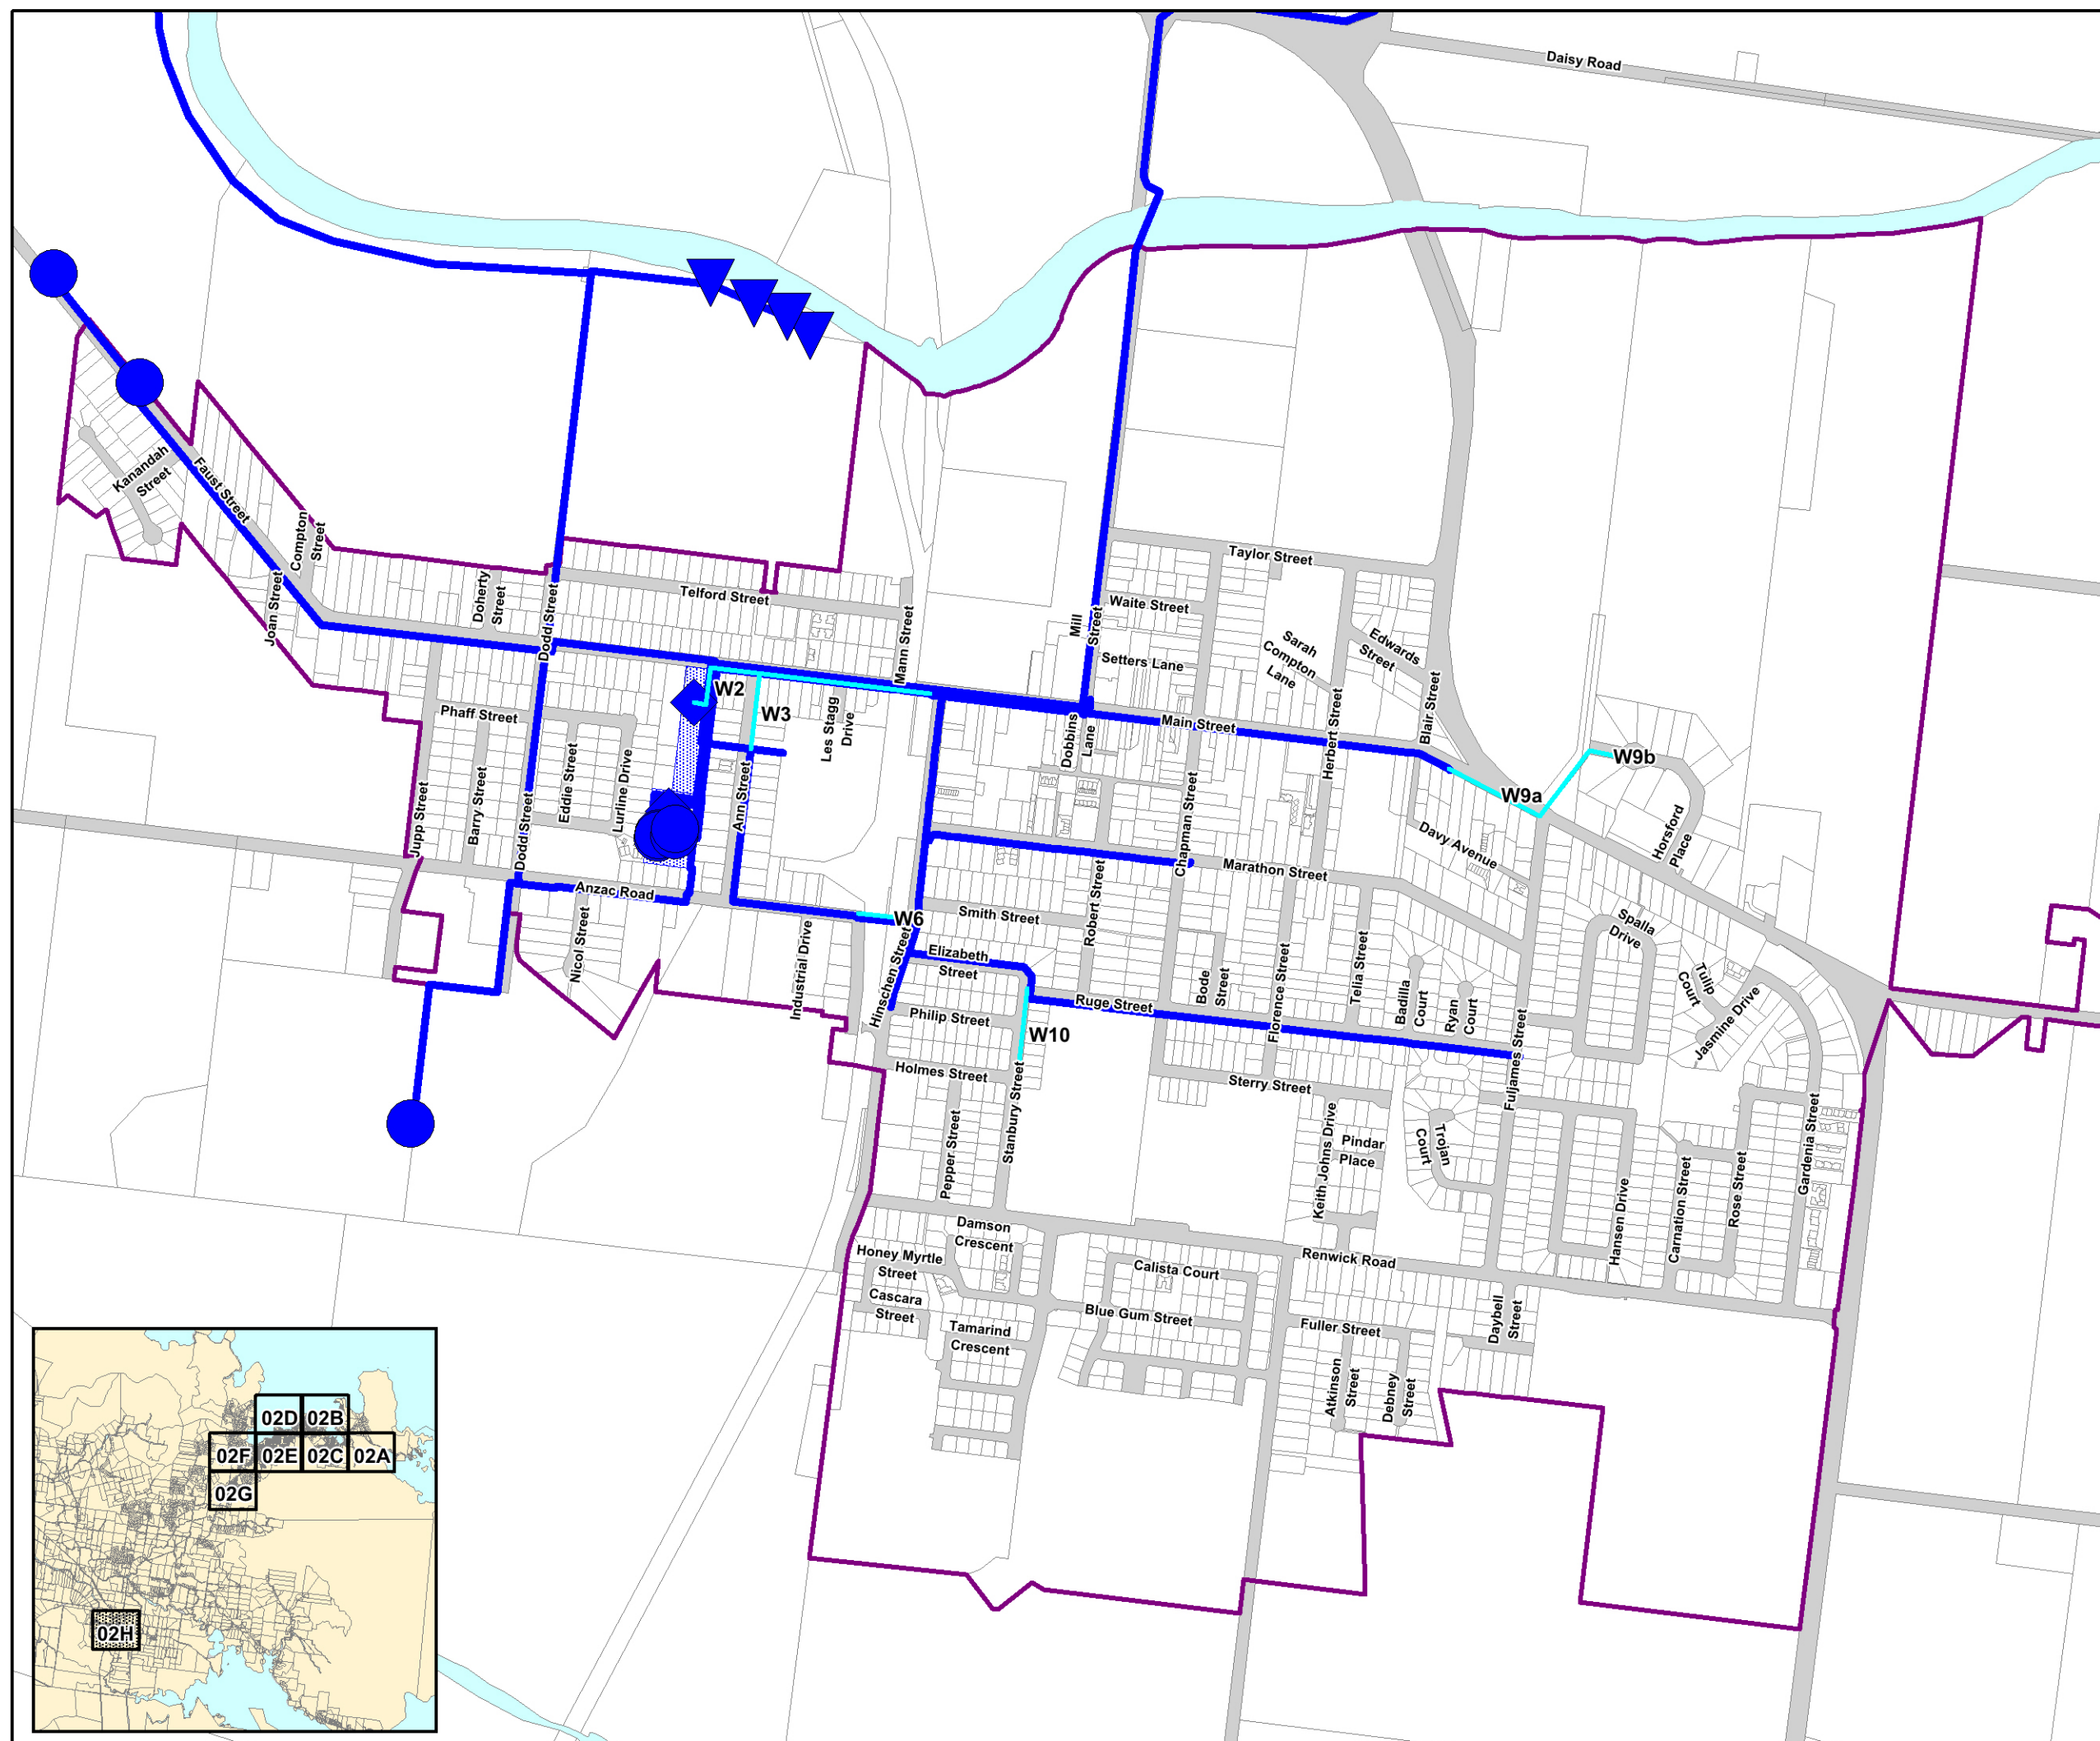 Daisy Road
Kanandah
Street
Faust Street
Compton
Street
Joan Street
Doherty
Street
Dodd Street
Telford Street
Mann Street
Mill
Street
Taylor Street
Waite Street
Setters Lane
Sarah
Compton
Lane
Edwards
Street
Blair Street
Herbert Street
Main Street
W2
W3
Les Stagg
Drive
Dobbins
Lane
Phaff Street
Eddie Street
Lurline Drive
Barry Street
Jupp Street
Dodd Street
Ann Street
Chapman Street
W9b
W9a
Horsford
Place
Davy Avenue
Marathon Street
Robert Street
Anzac Road
Nicol Street
Industrial Drive
W6
Smith Street
Hinschen Street
Elizabeth
Street
Philip Street
W10
Ruge Street
Bode
Street
Florence Street
Telia Street
Badilla
Court
Ryan
Court
Fuljames Street
Spalla
Drive
Tulip
Court
Jasmine Drive
Holmes Street
Pepper Street
Stanbury Street
Sterry Street
Keith Johns Drive
Pindar
Place
Trojan
Court
Hansen Drive
Carnation Street
Rose Street
Gardenia Street
Damson
Crescent
Honey Myrtle
Street
Cascara
Street
Tamarind
Crescent
Calista Court
Blue Gum Street
Renwick Road
Fuller Street
Atkinson
Street
Debney
Street
Daybell
Street
02D
02B
02F
02E
02C
02A
02G
02H